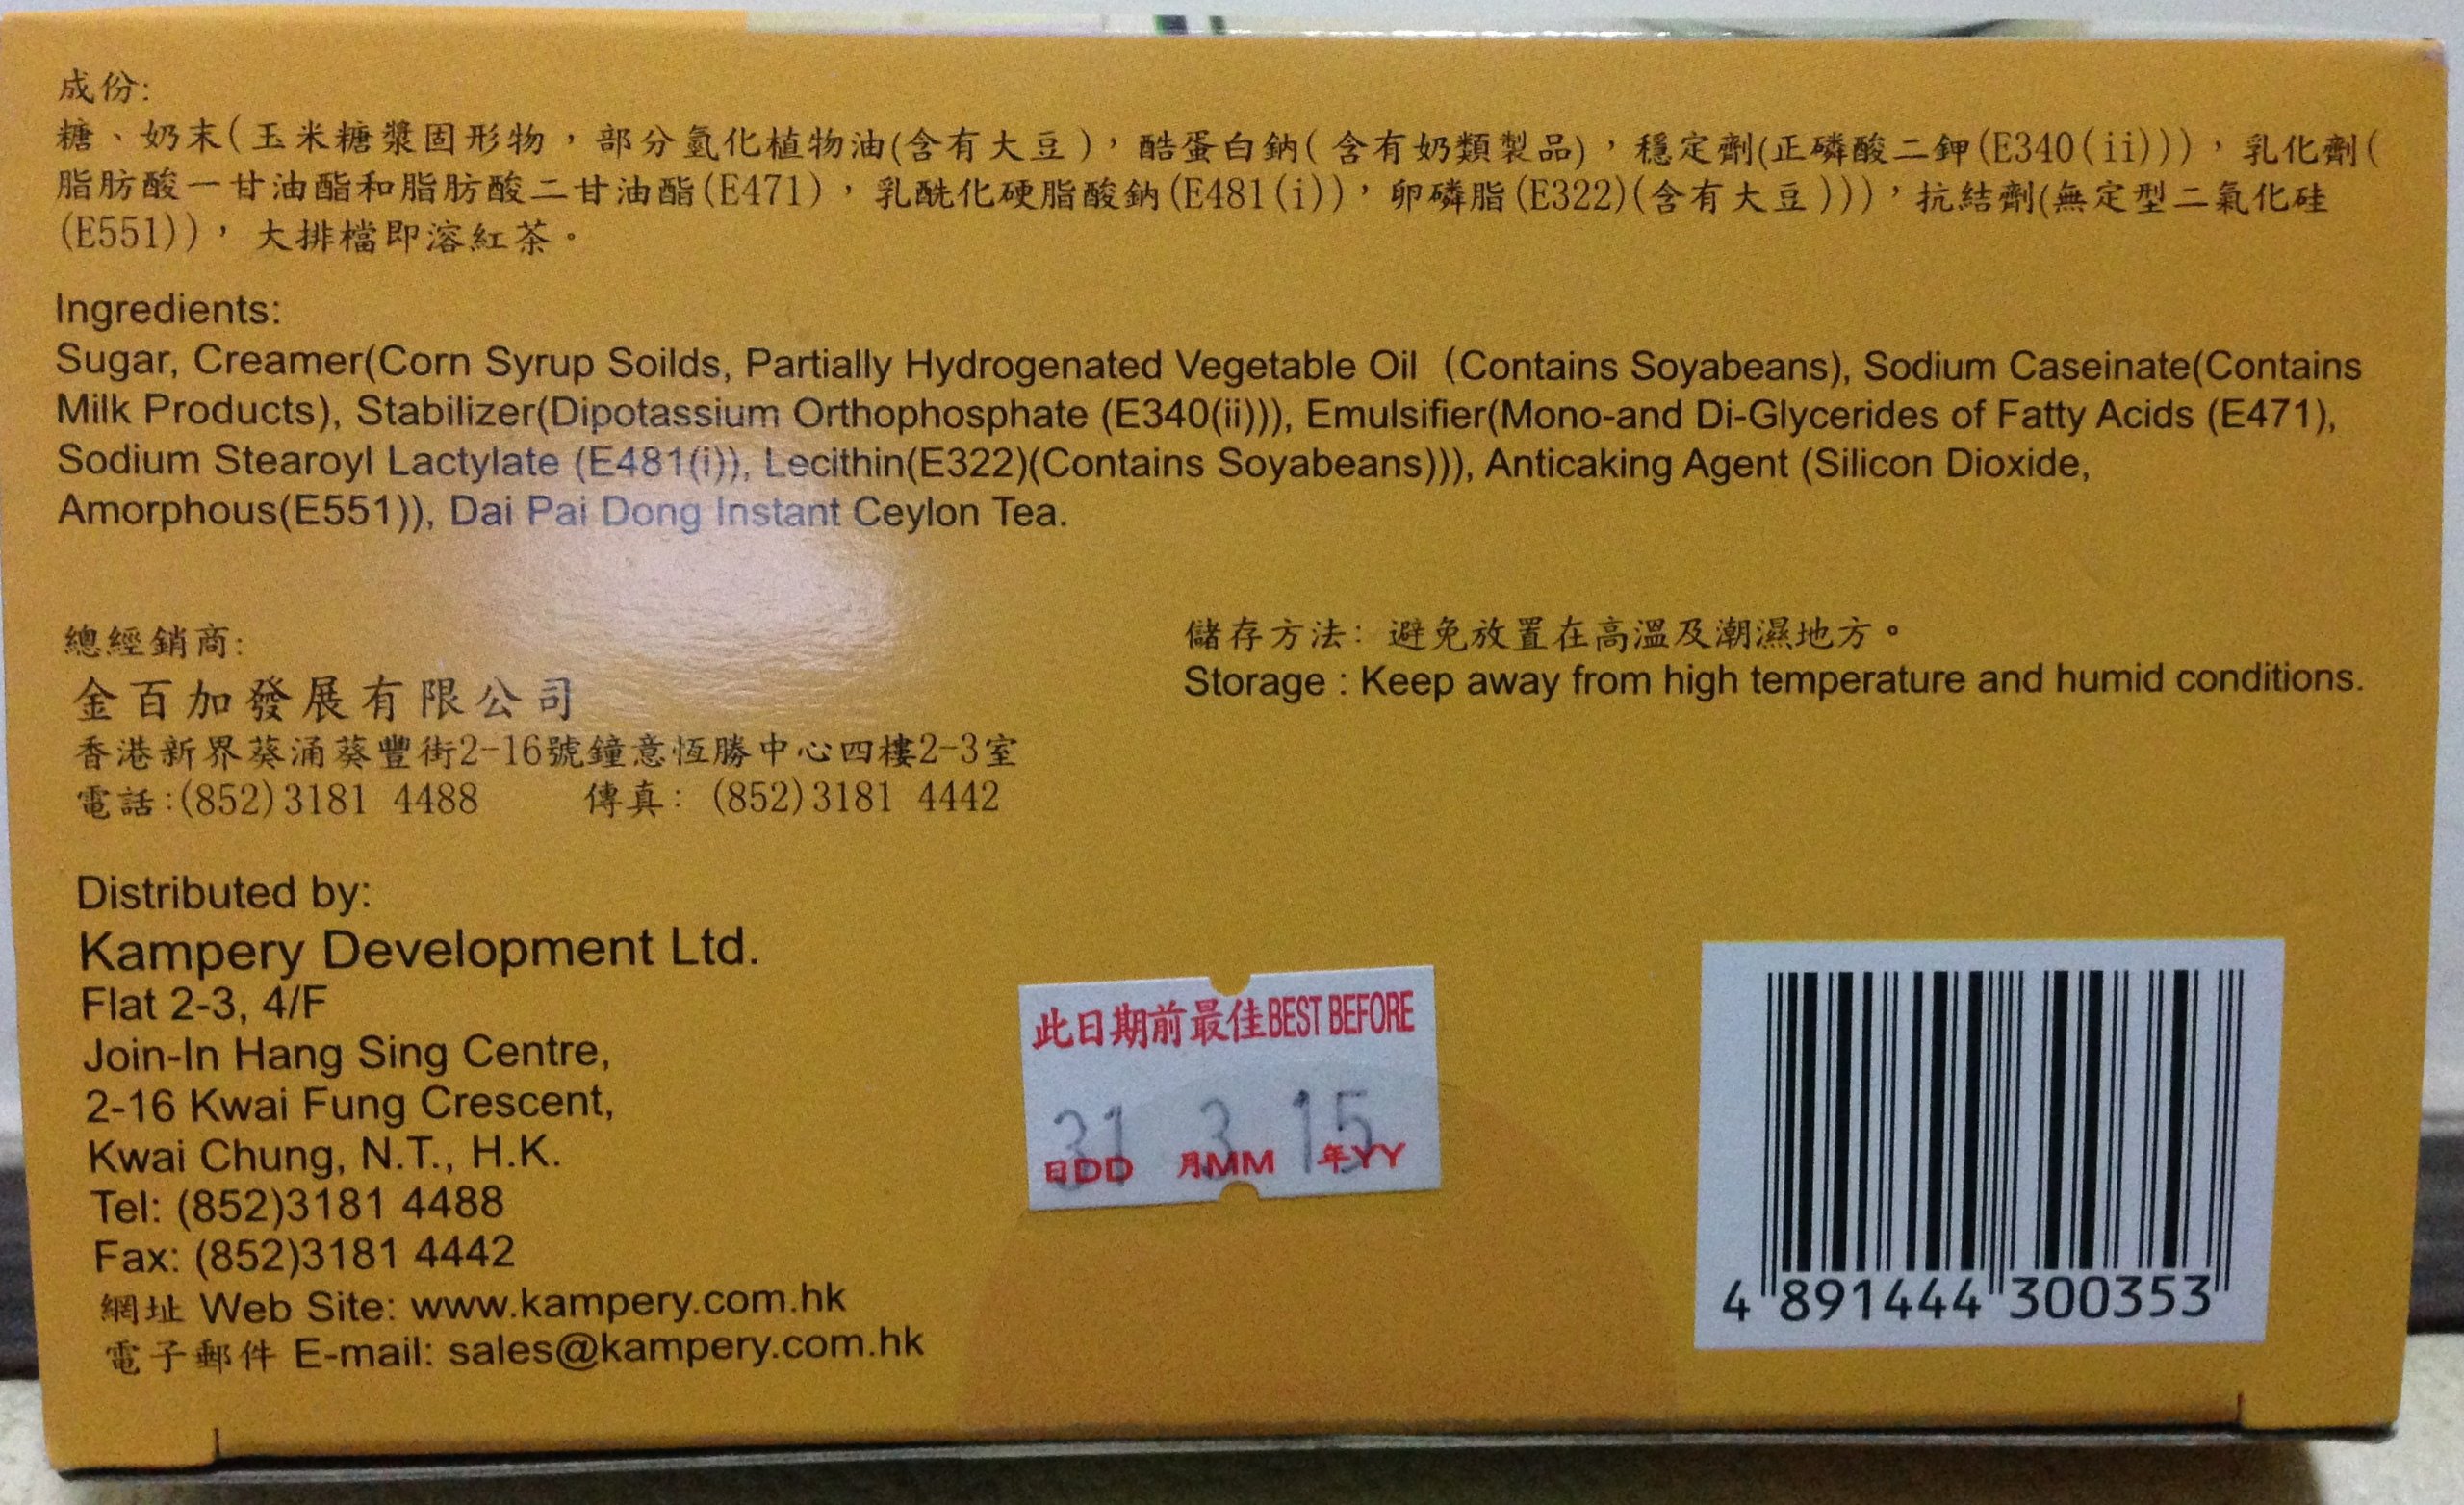 成份:
糖、奶末(玉米糖漿固形物，部分氫化植物油(含有大豆)，酷蛋白鈉(含有奶類製品)，穩定劑(正磷酸二鉀(E340(ii)))，乳化劑(
脂肪酸一甘油酯和脂肪酸二甘油酯(E471)，乳酰化硬脂酸鈉(E481(i))，卵磷脂(E322)(含有大豆)))，抗結劑(無定型二氧化硅
(E551))，大排檔即溶紅茶。
Ingredients:
Sugar, Creamer(Corn Syrup Soilds, Partially Hydrogenated Vegetable Oil（Contains Soyabeans), Sodium Caseinate(Contains
Milk Products), Stabilizer(Dipotassium Orthophosphate (E340(ii))), Emulsifier(Mono-and Di-Glycerides of Fatty Acids (E471),
Sodium Stearoyl Lactylate (E481(i)), Lecithin(E322)(Contains Soyabeans))), Anticaking Agent (Silicon Dioxide,
Amorphous(E551)), Dai Pai Dong Instant Ceylon Tea.
總經銷商:
金百加發展有限公司
香港新界葵涌葵豐街2-16號鐘意恆勝中心四樓2-3室
電話:(852)3181 4488 傳真: (852)3181 4442
儲存方法: 避免放置在高溫及潮濕地方。
Storage : Keep away from high temperature and humid conditions.
Distributed by:
Kampery Development Ltd.
Flat 2-3, 4/F
Join-In Hang Sing Centre,
2-16 Kwai Fung Crescent,
Kwai Chung, N.T., H.K.
Tel: (852)3181 4488
Fax: (852)3181 4442
網址 Web Site: www.kampery.com.hk
電子郵件 E-mail: sales@kampery.com.hk
此日期前最佳BEST BEFORE
31 3 15
日DD 月MM 年YY
4 891444 300353